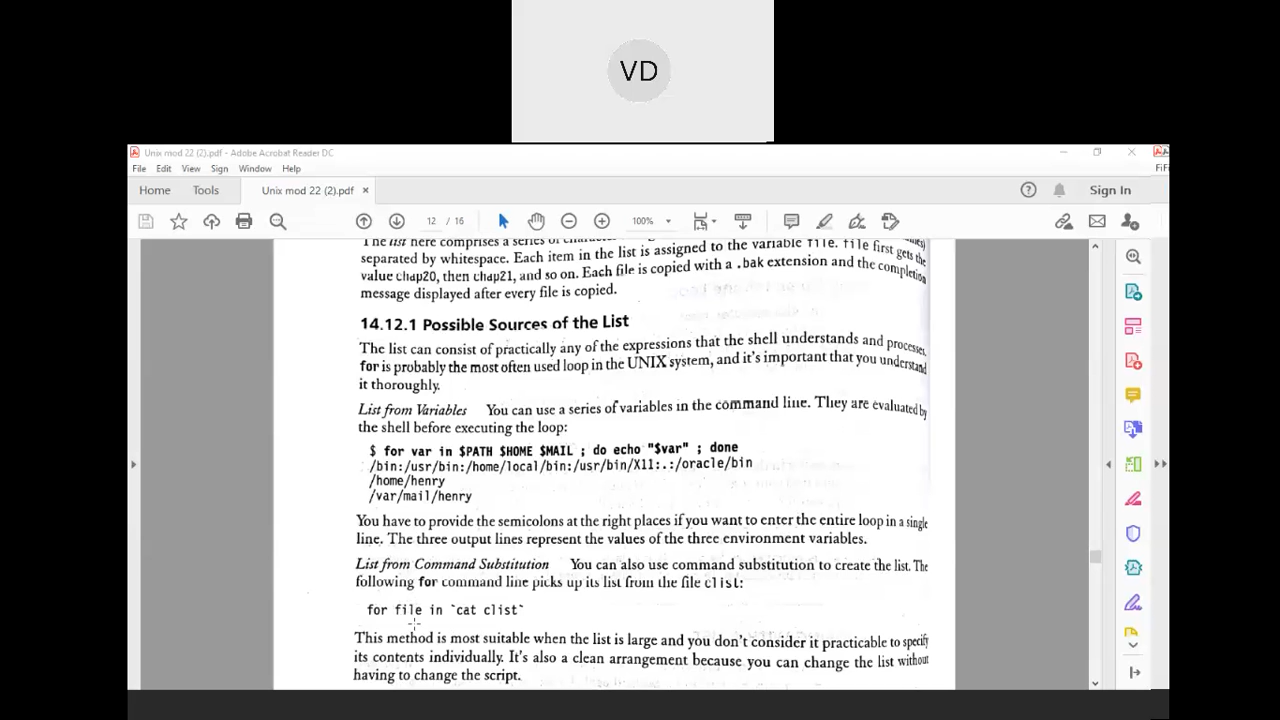 VD
Unix mod 22 (2).pdf - Adobe Acrobat Reader DC
File Edit View Sign Window Help
FiFi
Home Tools Unix mod 22 (2).pdf × Sign In
12 / 16 100%
The list here comprises a series of
separated by whitespace. Each item in the list is assigned to the variable file. file first gets the
value chap20, then chap21, and so on. Each file is copied with a .bak extension and the completion
message displayed after every file is copied.
14.12.1 Possible Sources of the List
The list can consist of practically any of the expressions that the shell understands and processes.
for is probably the most often used loop in the UNIX system, and it's important that you understand
it thoroughly.
List from Variables You can use a series of variables in the command line. They are evaluated by
the shell before executing the loop:
$ for var in $PATH $HOME $MAIL ; do echo "$var" ; done
/bin:/usr/bin:/home/local/bin:/usr/bin/X11:.:/oracle/bin
/home/henry
/var/mail/henry
You have to provide the semicolons at the right places if you want to enter the entire loop in a single
line. The three output lines represent the values of the three environment variables.
List from Command Substitution You can also use command substitution to create the list. The
following for command line picks up its list from the file clist:
for file in `cat clist`
This method is most suitable when the list is large and you don't consider it practicable to specify
its contents individually. It's also a clean arrangement because you can change the list without
having to change the script.